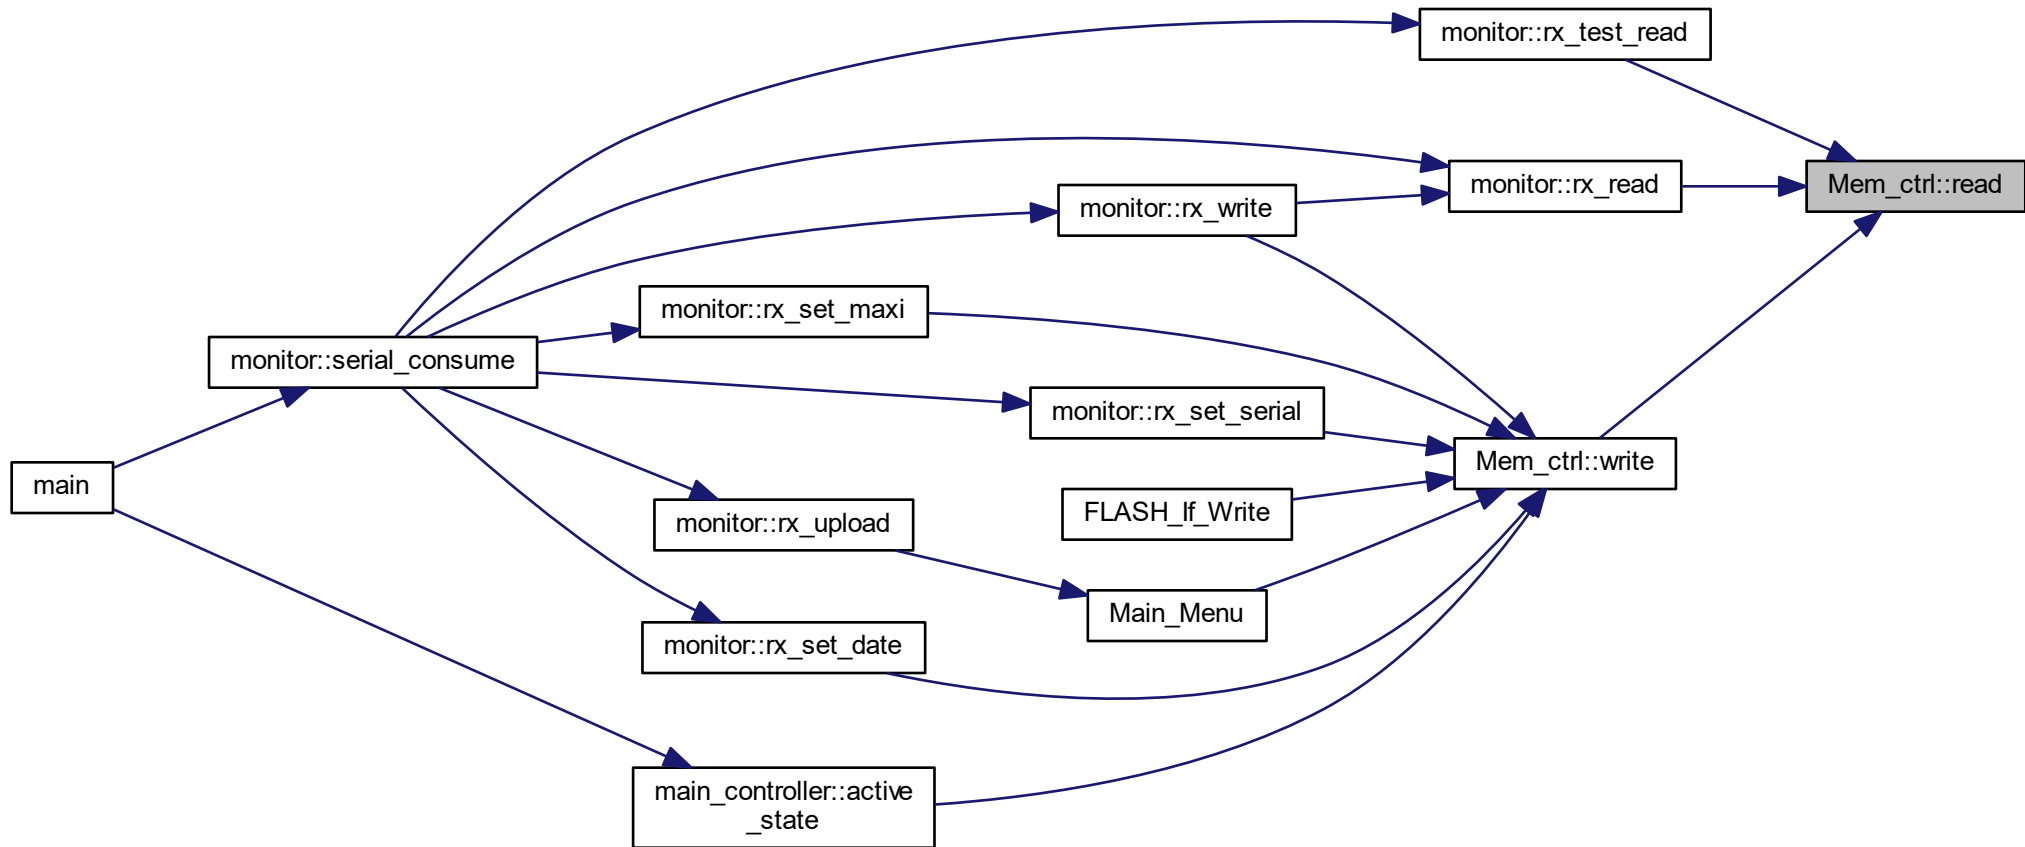 monitor::rx_test_read
monitor::rx_read
Mem_ctrl::read
monitor::rx_write
monitor::rx_set_maxi
monitor::serial_consume
monitor::rx_set_serial
Mem_ctrl::write
main
FLASH_If_Write
monitor::rx_upload
Main_Menu
monitor::rx_set_date
main_controller::active
_state